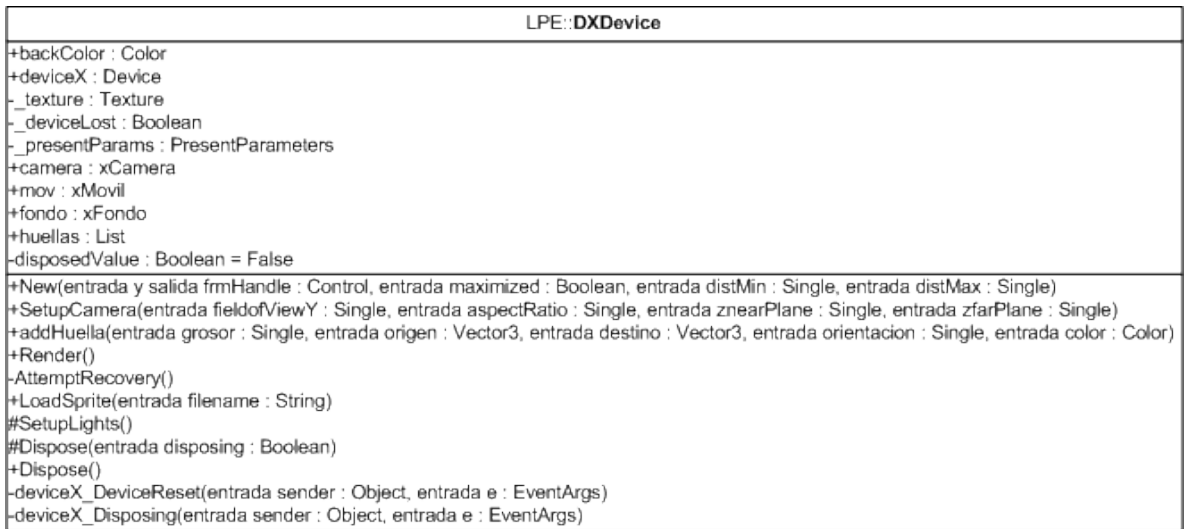 LPE::DXDevice
+backColor : Color
+deviceX : Device
-_texture : Texture
-_deviceLost : Boolean
-_presentParams : PresentParameters
+camera : xCamera
+mov : xMovil
+fondo : xFondo
+huellas : List
-disposedValue : Boolean = False
+New(entrada y salida frmHandle : Control, entrada maximized : Boolean, entrada distMin : Single, entrada distMax : Single)
+SetupCamera(entrada fieldofViewY : Single, entrada aspectRatio : Single, entrada znearPlane : Single, entrada zfarPlane : Single)
+addHuella(entrada grosor : Single, entrada origen : Vector3, entrada destino : Vector3, entrada orientacion : Single, entrada color : Color)
+Render()
-AttemptRecovery()
+LoadSprite(entrada filename : String)
#SetupLights()
#Dispose(entrada disposing : Boolean)
+Dispose()
-deviceX_DeviceReset(entrada sender : Object, entrada e : EventArgs)
-deviceX_Disposing(entrada sender : Object, entrada e : EventArgs)